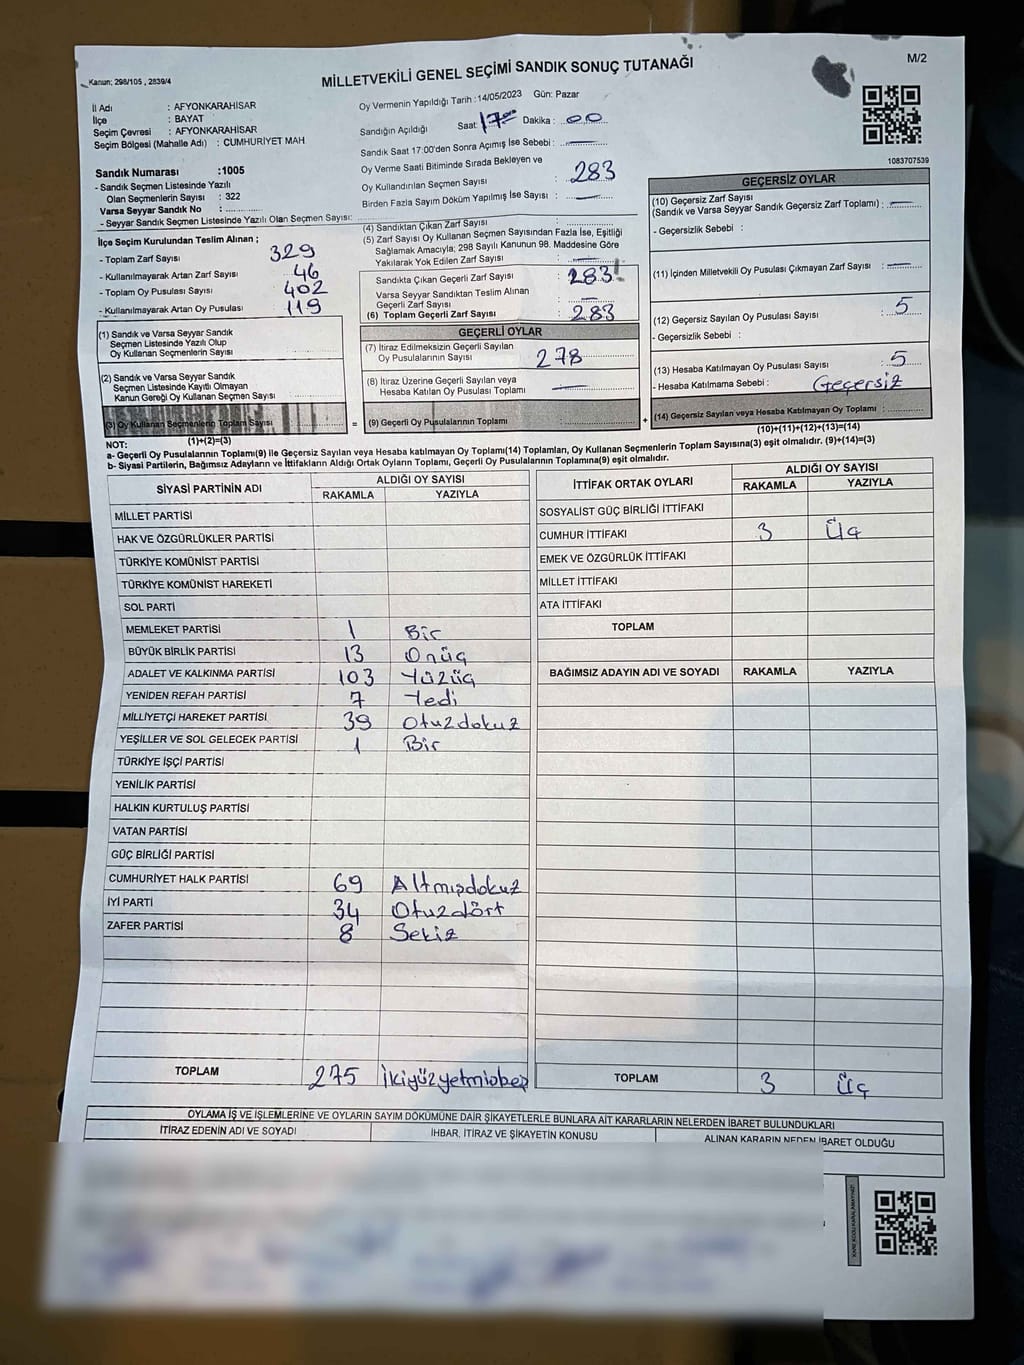 Kanun; 298/105 , 2839/4
MİLLETVEKİLİ GENEL SEÇİMİ SANDIK SONUÇ TUTANAĞI
M/2
İl Adı : AFYONKARAHİSAR
İlçe : BAYAT
Seçim Çevresi : AFYONKARAHİSAR
Seçim Bölgesi (Mahalle Adı) : CUMHURİYET MAH
Sandık Numarası :1005
- Sandık Seçmen Listesinde Yazılı
Olan Seçmenlerin Sayısı : 322
Varsa Seyyar Sandık No :
- Seyyar Sandık Seçmen Listesinde Yazılı Olan Seçmen Sayısı:
İlçe Seçim Kurulundan Teslim Alınan ;
- Toplam Zarf Sayısı 329
- Kullanılmayarak Artan Zarf Sayısı 46
- Toplam Oy Pusulası Sayısı 402
- Kullanılmayarak Artan Oy Pusulası 119
(1) Sandık ve Varsa Seyyar Sandık
Seçmen Listesinde Yazılı Olup
Oy Kullanan Seçmenlerin Sayısı
(2) Sandık ve Varsa Seyyar Sandık
Seçmen Listesinde Kayıtlı Olmayan
Kanun Gereği Oy Kullanan Seçmen Sayısı
(3) Oy Kullanan Seçmenlerin Toplam Sayısı
(1)+(2)=(3)
Oy Vermenin Yapıldığı Tarih :14/05/2023 Gün: Pazar
Sandığın Açıldığı Saat: 17 Dakika : 00
Sandık Saat 17:00'den Sonra Açımış İse Sebebi :
Oy Verme Saati Bitiminde Sırada Bekleyen ve
Oy Kullandırılan Seçmen Sayısı : 283
Birden Fazla Sayım Döküm Yapılmış İse Sayısı :
(4) Sandıktan Çıkan Zarf Sayısı :
(5) Zarf Sayısı Oy Kullanan Seçmen Sayısından Fazla İse, Eşitliği
Sağlamak Amacıyla; 298 Sayılı Kanunun 98. Maddesine Göre
Yakılarak Yok Edilen Zarf Sayısı :
Sandıkta Çıkan Geçerli Zarf Sayısı : 283
Varsa Seyyar Sandıktan Teslim Alınan
Geçerli Zarf Sayısı :
(6) Toplam Geçerli Zarf Sayısı : 283
GEÇERLİ OYLAR
(7) İtiraz Edilmeksizin Geçerli Sayılan
Oy Pusulalarının Sayısı 278
(8) İtiraz Üzerine Geçerli Sayılan veya
Hesaba Katılan Oy Pusulası Toplamı
= (9) Geçerli Oy Pusulalarının Toplamı
1083707539
GEÇERSİZ OYLAR
(10) Geçersiz Zarf Sayısı
(Sandık ve Varsa Seyyar Sandık Geçersiz Zarf Toplamı) :
- Geçersizlik Sebebi :
(11) İçinden Milletvekili Oy Pusulası Çıkmayan Zarf Sayısı :
(12) Geçersiz Sayılan Oy Pusulası Sayısı : 5
- Geçersizlik Sebebi :
(13) Hesaba Katılmayan Oy Pusulası Sayısı : 5
- Hesaba Katılmama Sebebi : Geçersiz
+ (14) Geçersiz Sayılan veya Hesaba Katılmayan Oy Toplamı :
(10)+(11)+(12)+(13)=(14)
NOT:
a- Geçerli Oy Pusulalarının Toplamı(9) ile Geçersiz Sayılan veya Hesaba katılmayan Oy Toplamı(14) Toplamları, Oy Kullanan Seçmenlerin Toplam Sayısına(3) eşit olmalıdır. (9)+(14)=(3)
b- Siyasi Partilerin, Bağımsız Adayların ve İttifakların Aldığı Ortak Oyların Toplamı, Geçerli Oy Pusulalarının Toplamına(9) eşit olmalıdır.
SİYASİ PARTİNİN ADI ALDIĞI OY SAYISI
RAKAMLA YAZIYLA
MİLLET PARTİSİ
HAK VE ÖZGÜRLÜKLER PARTİSİ
TÜRKİYE KOMÜNİST PARTİSİ
TÜRKİYE KOMÜNİST HAREKETİ
SOL PARTİ
MEMLEKET PARTİSİ 1 Bir
BÜYÜK BİRLİK PARTİSİ 13 Onüç
ADALET VE KALKINMA PARTİSİ 103 Yüzüç
YENİDEN REFAH PARTİSİ 7 Yedi
MİLLİYETÇİ HAREKET PARTİSİ 39 Otuzdokuz
YEŞİLLER VE SOL GELECEK PARTİSİ 1 Bir
TÜRKİYE İŞÇİ PARTİSİ
YENİLİK PARTİSİ
HALKIN KURTULUŞ PARTİSİ
VATAN PARTİSİ
GÜÇ BİRLİĞİ PARTİSİ
CUMHURİYET HALK PARTİSİ 69 Altmışdokuz
İYİ PARTİ 34 Otuzdört
ZAFER PARTİSİ 8 Sekiz
TOPLAM 275 İkiyüzyetmişbeş
İTTİFAK ORTAK OYLARI ALDIĞI OY SAYISI
RAKAMLA YAZIYLA
SOSYALİST GÜÇ BİRLİĞİ İTTİFAKI
CUMHUR İTTİFAKI 3 Üç
EMEK VE ÖZGÜRLÜK İTTİFAKI
MİLLET İTTİFAKI
ATA İTTİFAKI
TOPLAM
BAĞIMSIZ ADAYIN ADI VE SOYADI RAKAMLA YAZIYLA
TOPLAM 3 Üç
OYLAMA İŞ VE İŞLEMLERİNE VE OYLARIN SAYIM DÖKÜMÜNE DAİR ŞİKAYETLERLE BUNLARA AİT KARARLARIN NELERDEN İBARET BULUNDUKLARI
İTİRAZ EDENİN ADI VE SOYADI İHBAR, İTİRAZ VE ŞİKAYETİN KONUSU ALINAN KARARIN NEDEN İBARET OLDUĞU